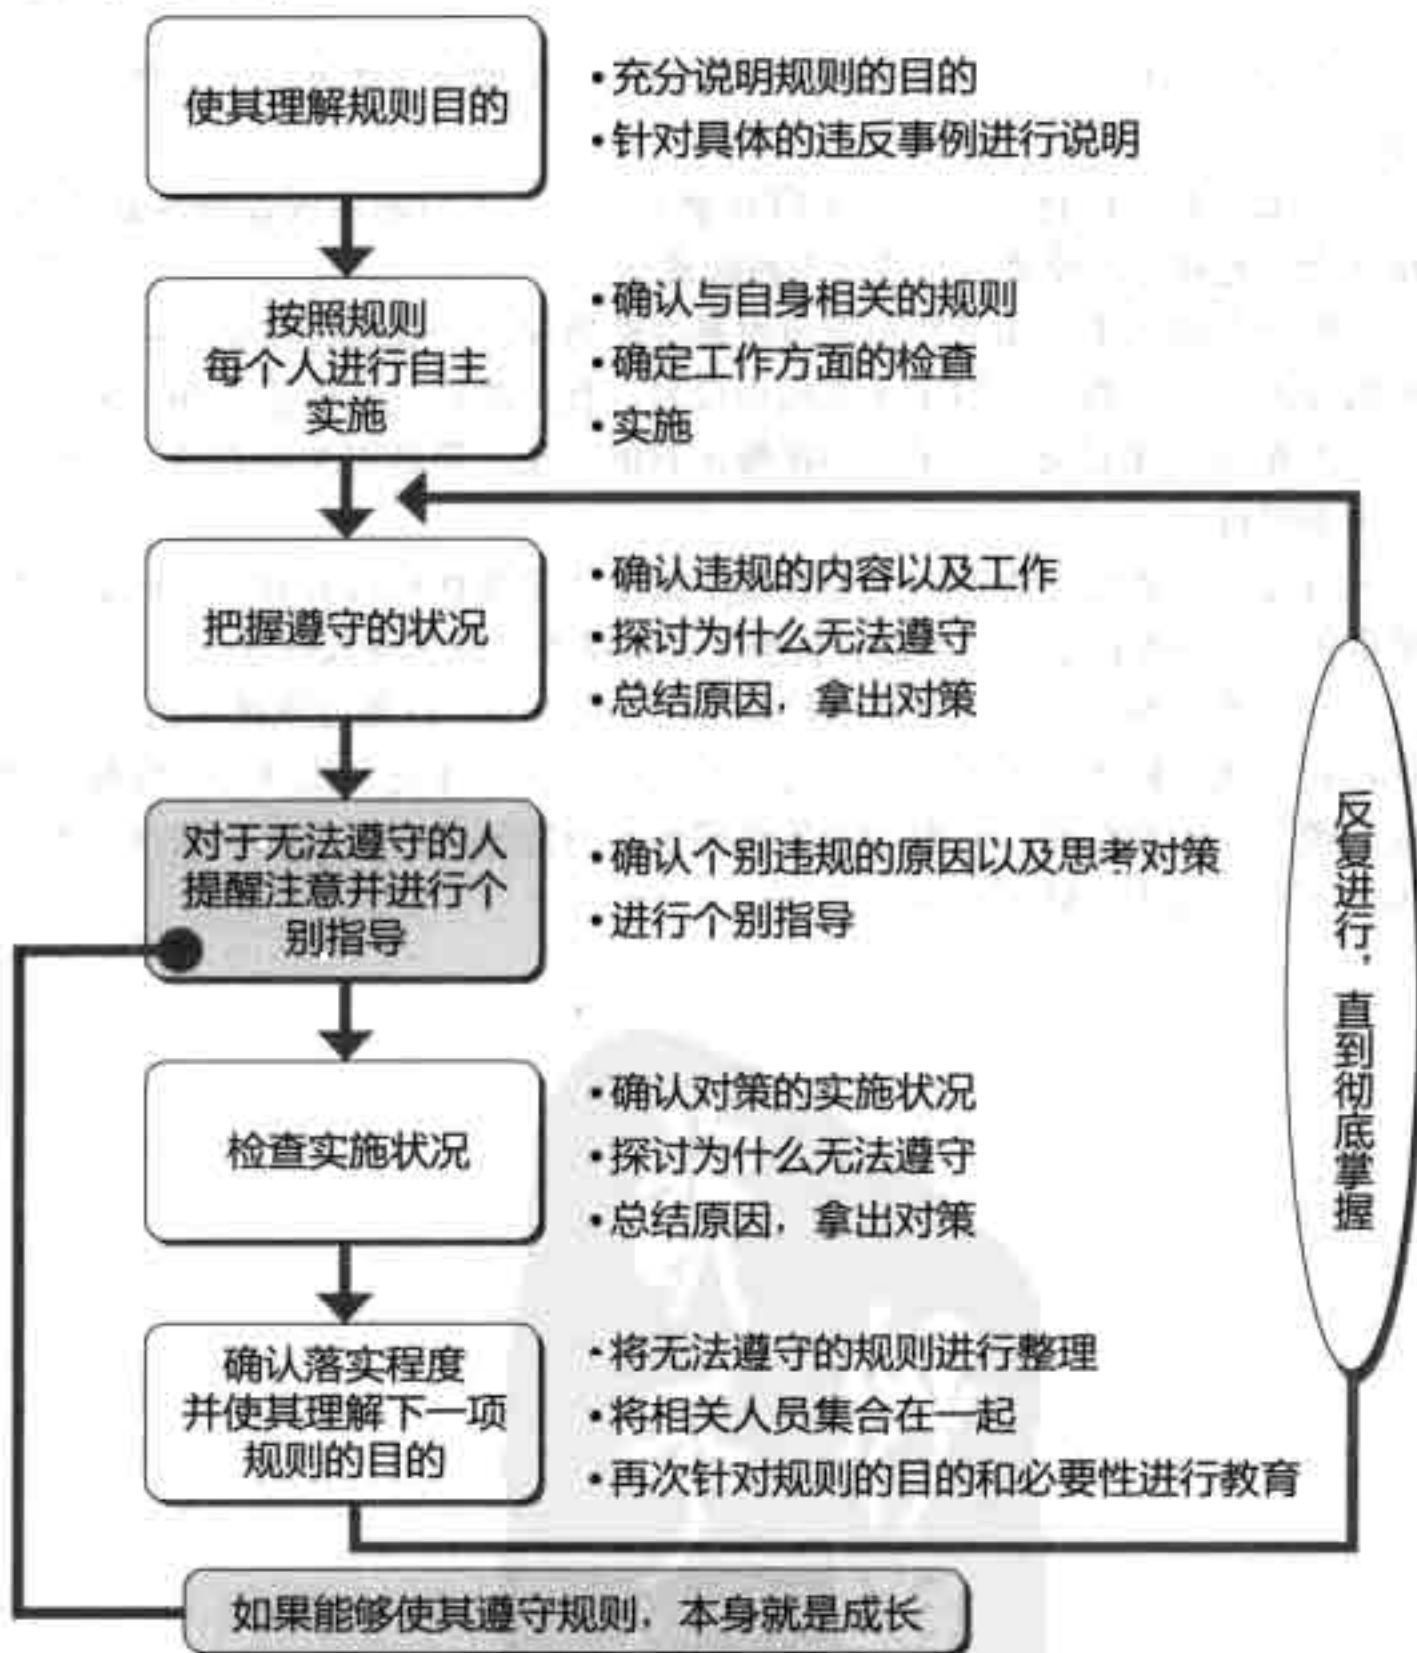 使其理解规则目的
•充分说明规则的目的
•针对具体的违反事例进行说明
按照规则
每个人进行自主
实施
•确认与自身相关的规则
•确定工作方面的检查
•实施
把握遵守的状况
•确认违规的内容以及工作
•探讨为什么无法遵守
•总结原因，拿出对策
对于无法遵守的人
提醒注意并进行个
别指导
•确认个别违规的原因以及思考对策
•进行个别指导
检查实施状况
•确认对策的实施状况
•探讨为什么无法遵守
•总结原因，拿出对策
确认落实程度
并使其理解下一项
规则的目的
•将无法遵守的规则进行整理
•将相关人员集合在一起
•再次针对规则的目的和必要性进行教育
反复进行，直到彻底掌握
如果能够使其遵守规则，本身就是成长